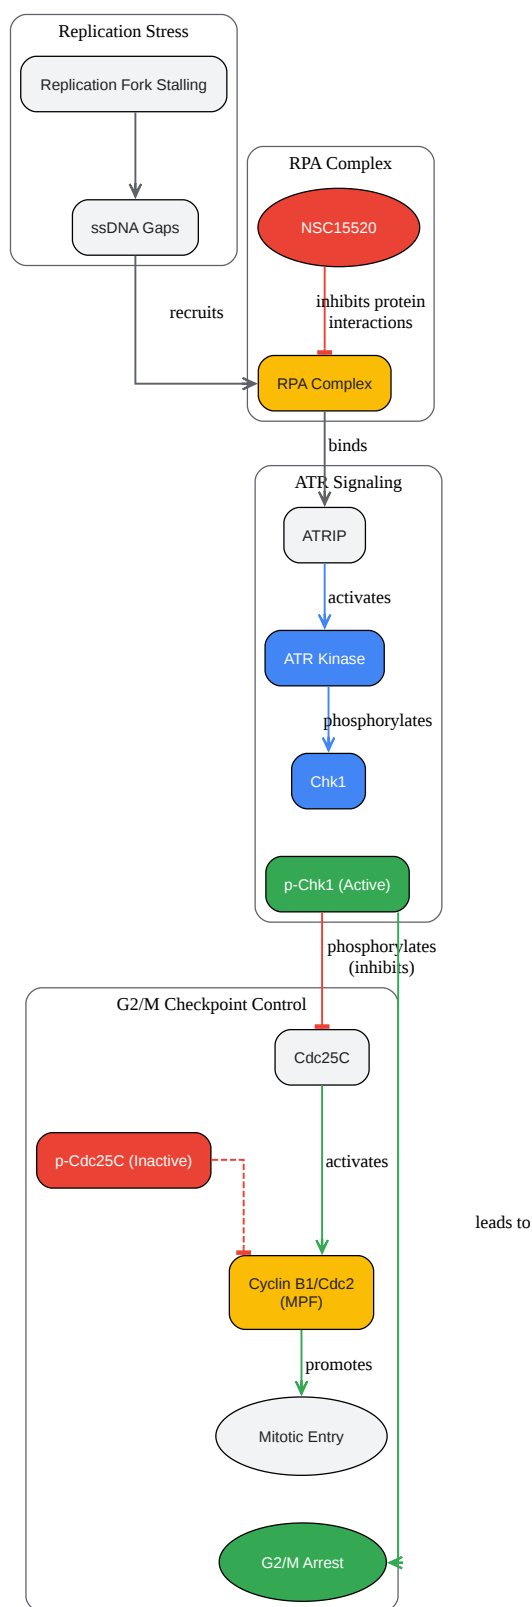 Replication Stress
Replication Fork Stalling
ssDNA Gaps
recruits
RPA Complex
NSC15520
inhibits protein
interactions
RPA Complex
binds
ATR Signaling
ATRIP
activates
ATR Kinase
phosphorylates
Chk1
p-Chk1 (Active)
phosphorylates
(inhibits)
G2/M Checkpoint Control
Cdc25C
p-Cdc25C (Inactive)
activates
leads to
Cyclin B1/Cdc2
(MPF)
promotes
Mitotic Entry
G2/M Arrest